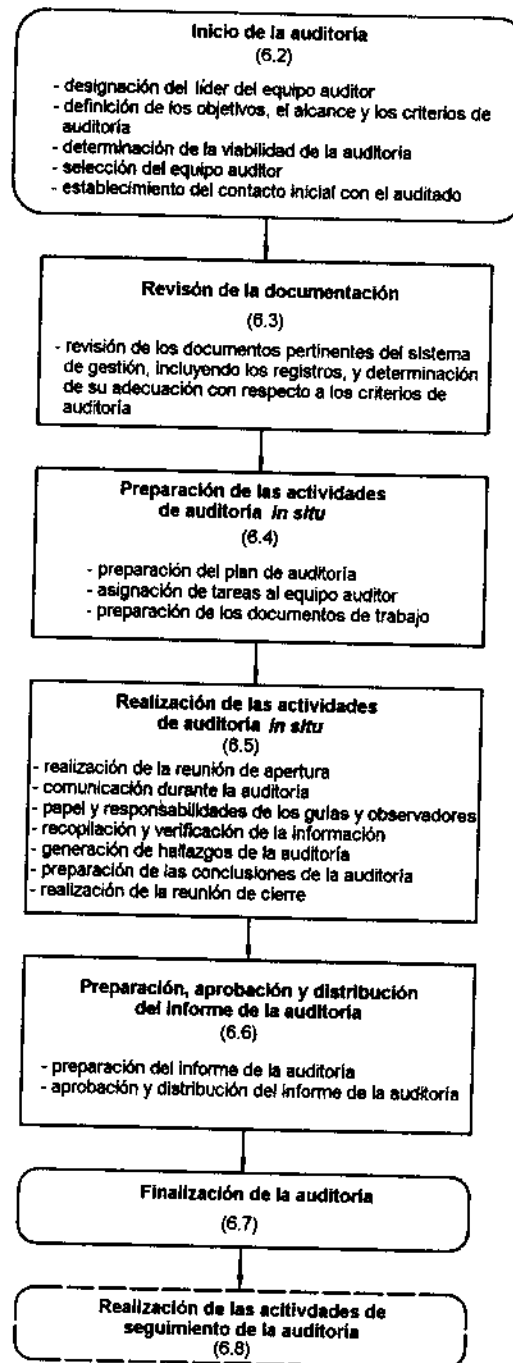 Inicio de la auditoría
(6.2)
- designación del líder del equipo auditor
- definición de los objetivos, el alcance y los criterios de
auditoría
- determinación de la viabilidad de la auditoría
- selección del equipo auditor
- establecimiento del contacto inicial con el auditado
Revisón de la documentación
(6.3)
- revisión de los documentos pertinentes del sistema
de gestión, incluyendo los registros, y determinación
de su adecuación con respecto a los criterios de
auditoría
Preparación de las actividades
de auditoría in situ
(6.4)
- preparación del plan de auditoría
- asignación de tareas al equipo auditor
- preparación de los documentos de trabajo
Realización de las actividades
de auditoría in situ
(6.5)
- realización de la reunión de apertura
- comunicación durante la auditoría
- papel y responsabilidades de los guías y observadores
- recopilación y verificación de la información
- generación de hallazgos de la auditoría
- preparación de las conclusiones de la auditoría
- realización de la reunión de cierre
Preparación, aprobación y distribución
del informe de la auditoría
(6.6)
- preparación del informe de la auditoría
- aprobación y distribución del informe de la auditoría
Finalización de la auditoría
(6.7)
Realización de las acitividades de
seguimiento de la auditoría
(6.8)